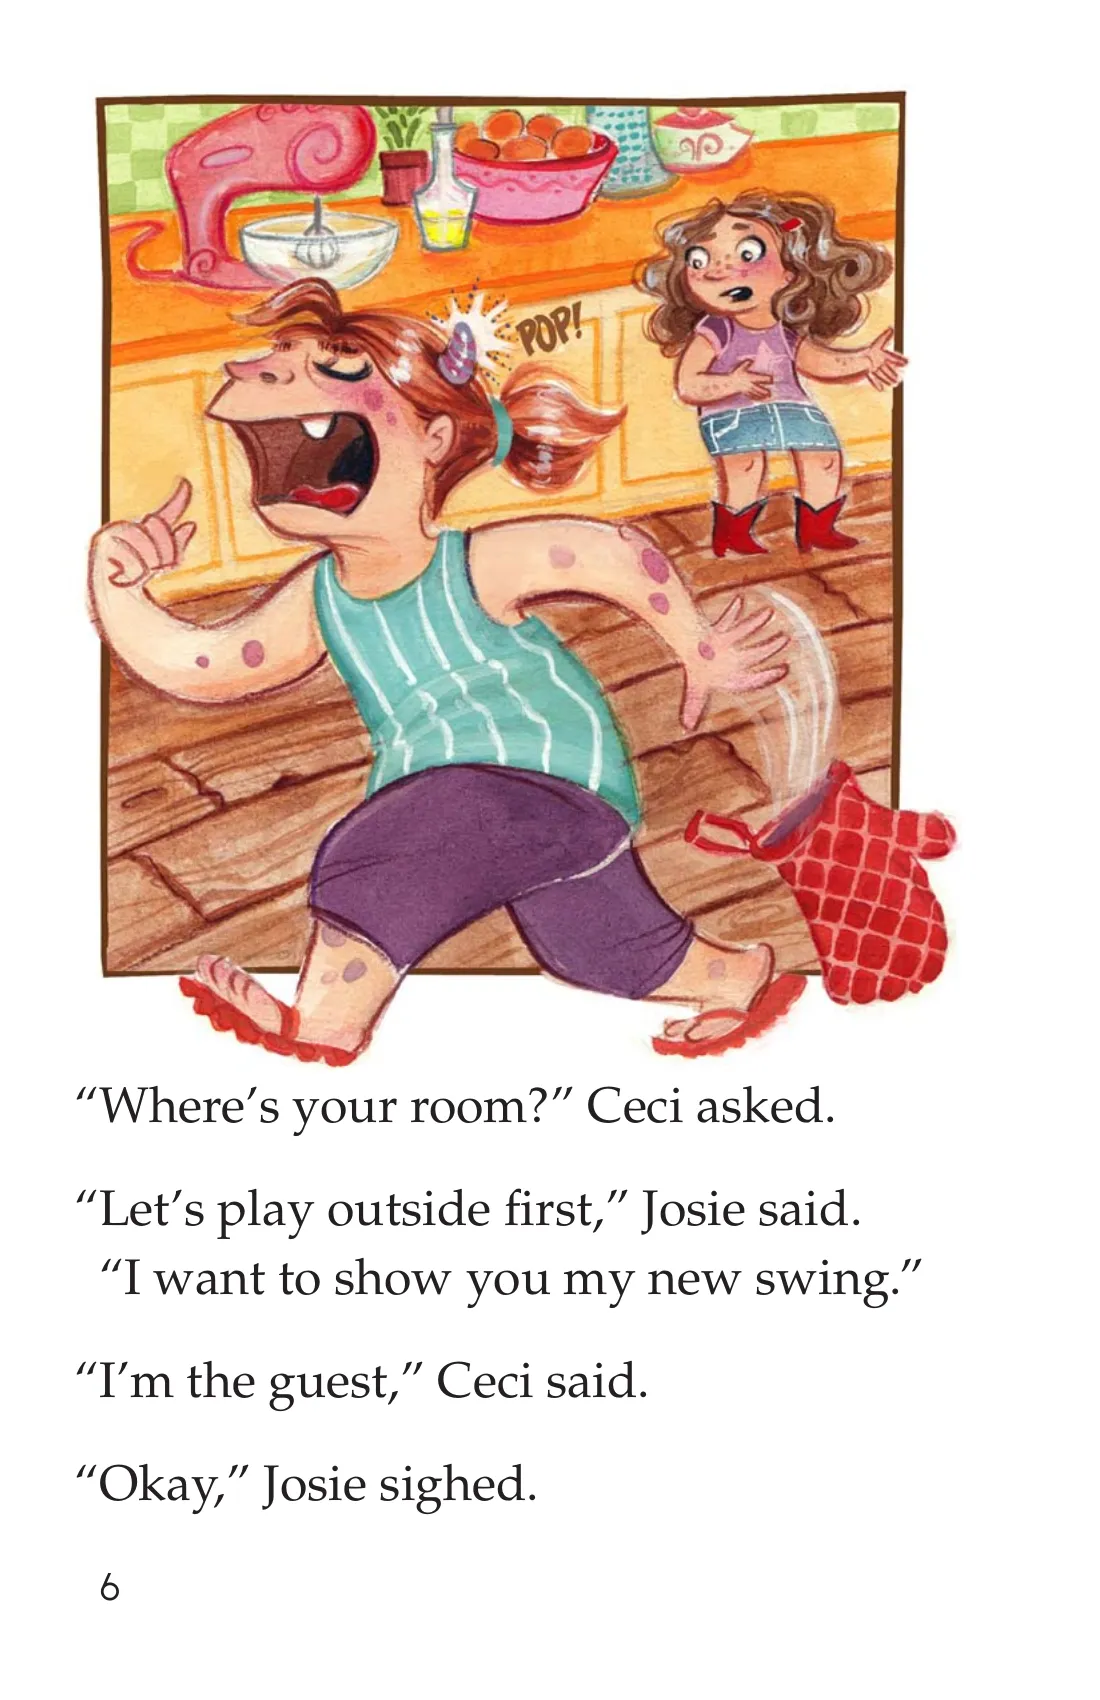 POP!
“Where’s your room?” Ceci asked.
“Let’s play outside first,” Josie said.
“I want to show you my new swing.”
“I’m the guest,” Ceci said.
“Okay,” Josie sighed.
6